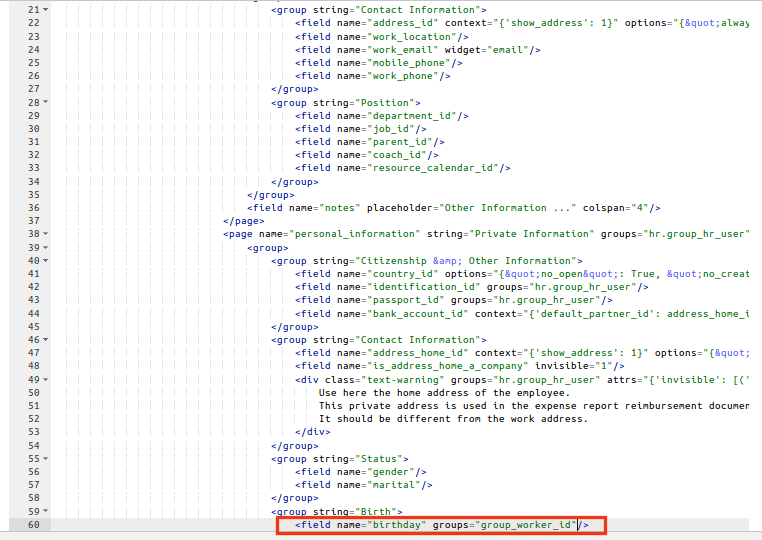 21 <group string="Contact Information">
22 <field name="address_id" context="{'show_address': 1}" options="{&quot;alway
23 <field name="work_location"/>
24 <field name="work_email" widget="email"/>
25 <field name="mobile_phone"/>
26 <field name="work_phone"/>
27 </group>
28 <group string="Position">
29 <field name="department_id"/>
30 <field name="job_id"/>
31 <field name="parent_id"/>
32 <field name="coach_id"/>
33 <field name="resource_calendar_id"/>
34 </group>
35 </group>
36 <field name="notes" placeholder="Other Information ..." colspan="4"/>
37 </page>
38 <page name="personal_information" string="Private Information" groups="hr.group_hr_user"
39 <group>
40 <group string="Citizenship &amp; Other Information">
41 <field name="country_id" options="{&quot;no_open&quot;: True, &quot;no_creat
42 <field name="identification_id" groups="hr.group_hr_user"/>
43 <field name="passport_id" groups="hr.group_hr_user"/>
44 <field name="bank_account_id" context="{'default_partner_id': address_home_i
45 </group>
46 <group string="Contact Information">
47 <field name="address_home_id" context="{'show_address': 1}" options="{&quot;
48 <field name="is_address_home_a_company" invisible="1"/>
49 <div class="text-warning" groups="hr.group_hr_user" attrs="{'invisible': [('
50 Use here the home address of the employee.
51 This private address is used in the expense report reimbursement documen
52 It should be different from the work address.
53 </div>
54 </group>
55 <group string="Status">
56 <field name="gender"/>
57 <field name="marital"/>
58 </group>
59 <group string="Birth">
60 <field name="birthday" groups="group_worker_id"/>